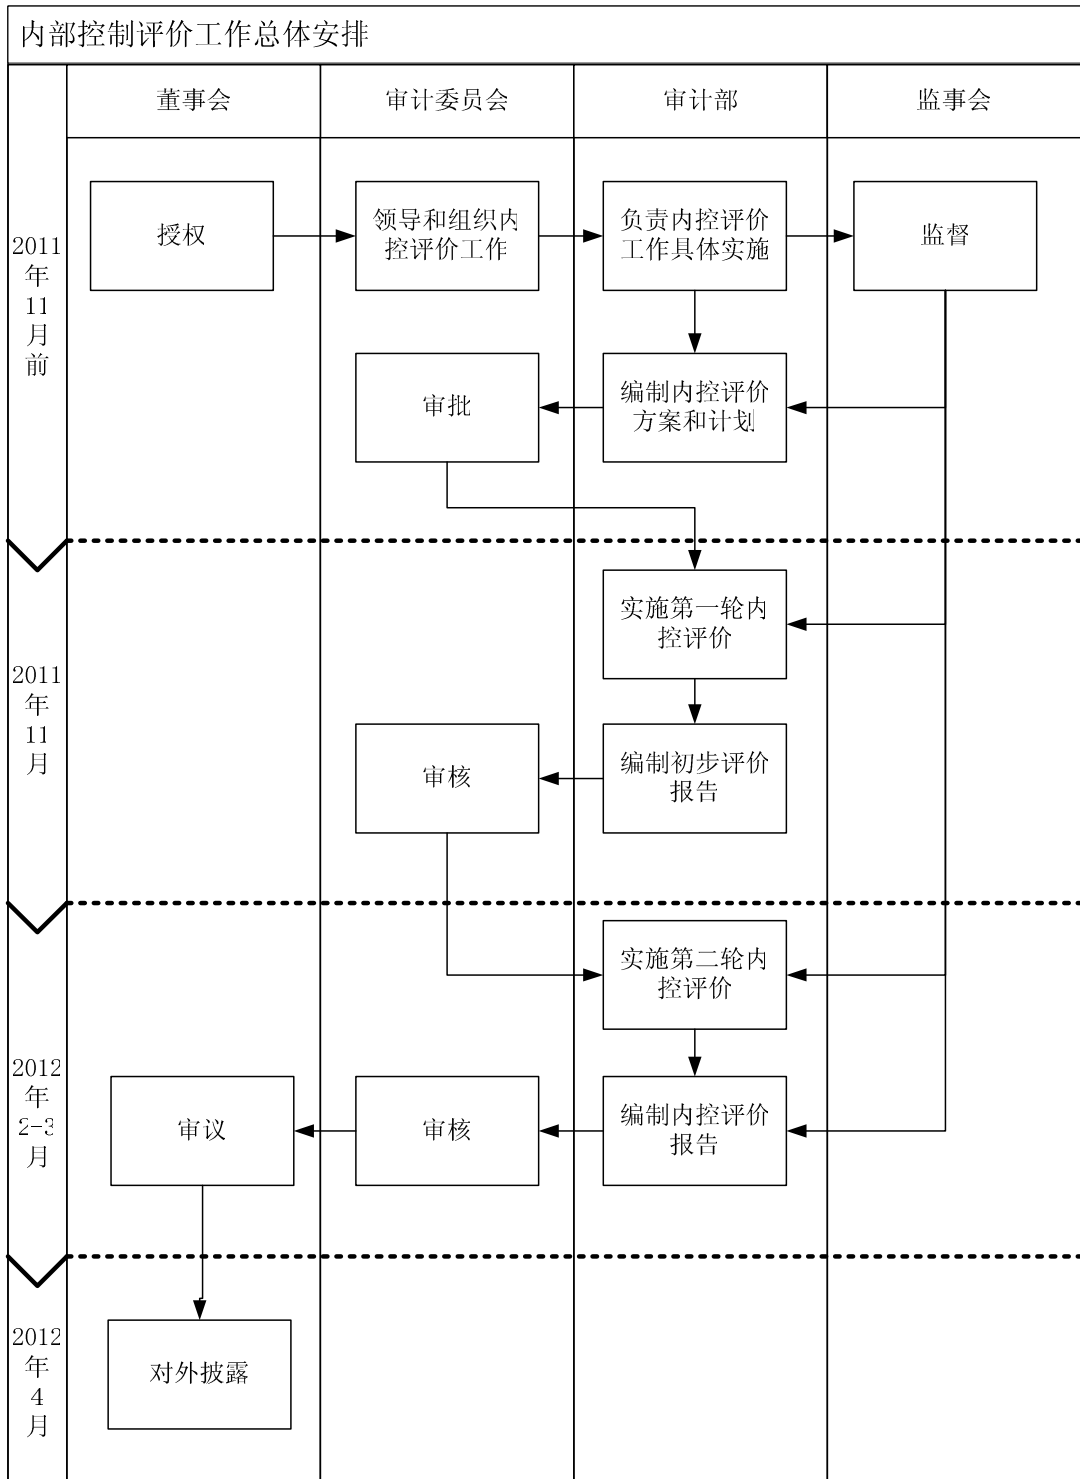 内部控制评价工作总体安排
董事会
审计委员会
审计部
监事会
2011
年
11
月
前
授权
领导和组织内
控评价工作
负责内控评价
工作具体实施
监督
审批
编制内控评价
方案和计划
2011
年
11
月
实施第一轮内
控评价
审核
编制初步评价
报告
2012
年
2-3
月
实施第二轮内
控评价
审议
审核
编制内控评价
报告
2012
年
4
月
对外披露